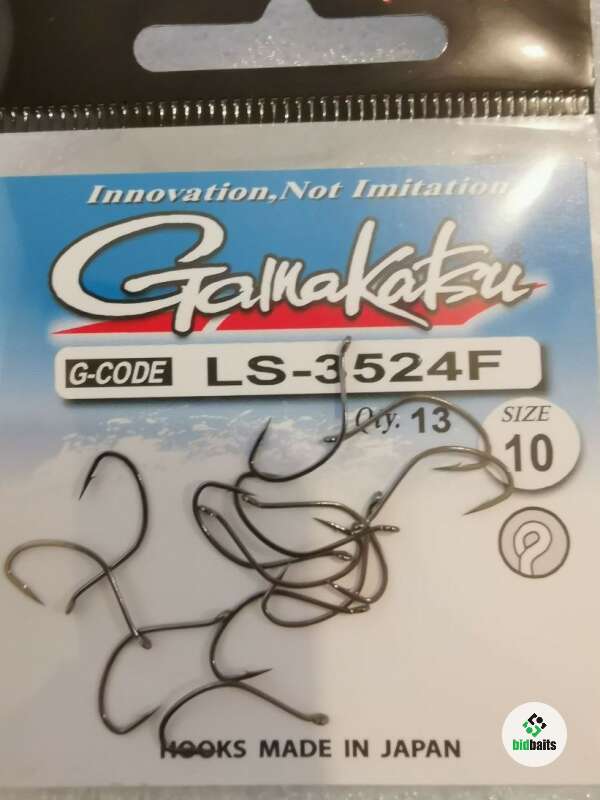 Innovation,Not Imitation
Gamakatsu
G-CODE LS-3524F
Qty. 13
SIZE
10
HOOKS MADE IN JAPAN
bidbaits